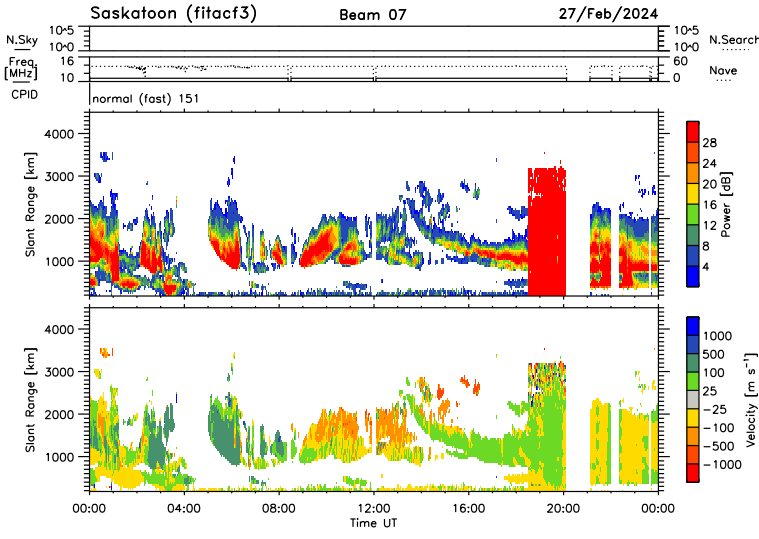 Saskatoon (fitacf3) Beam 07 27/Feb/2024
N.Sky 10^5 10^0 10^5 10^0 N.Search
Freq. [MHz] 16 10 60 0 Nave
CPID normal (fast) 151
Slant Range [km] 4000 3000 2000 1000
Power [dB] 28 24 20 16 12 8 4
Slant Range [km] 4000 3000 2000 1000
Velocity [m s^-1] 1000 500 100 25 -25 -100 -500 -1000
00:00 04:00 08:00 12:00 16:00 20:00 00:00
Time UT